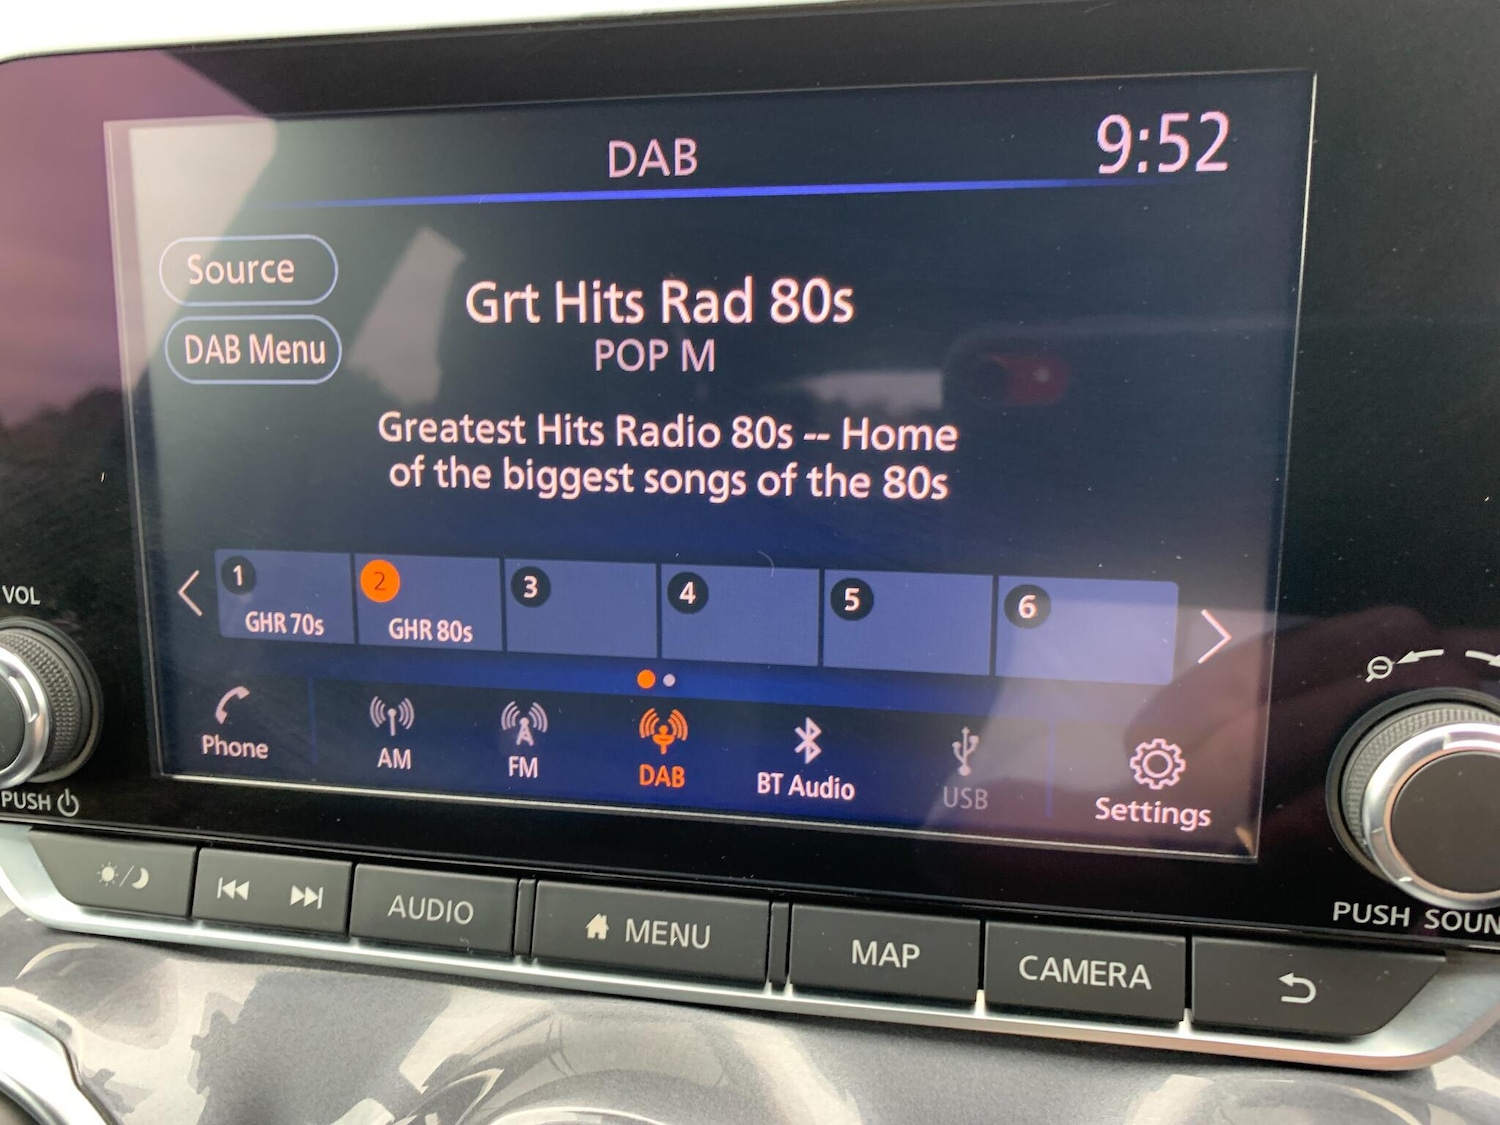 DAB
9:52
Source
DAB Menu
Grt Hits Rad 80s
POP M
Greatest Hits Radio 80s -- Home
of the biggest songs of the 80s
1
GHR 70s
2
GHR 80s
3
4
5
6
Phone
AM
FM
DAB
BT Audio
USB
Settings
VOL
PUSH
PUSH SOUN
AUDIO
MENU
MAP
CAMERA